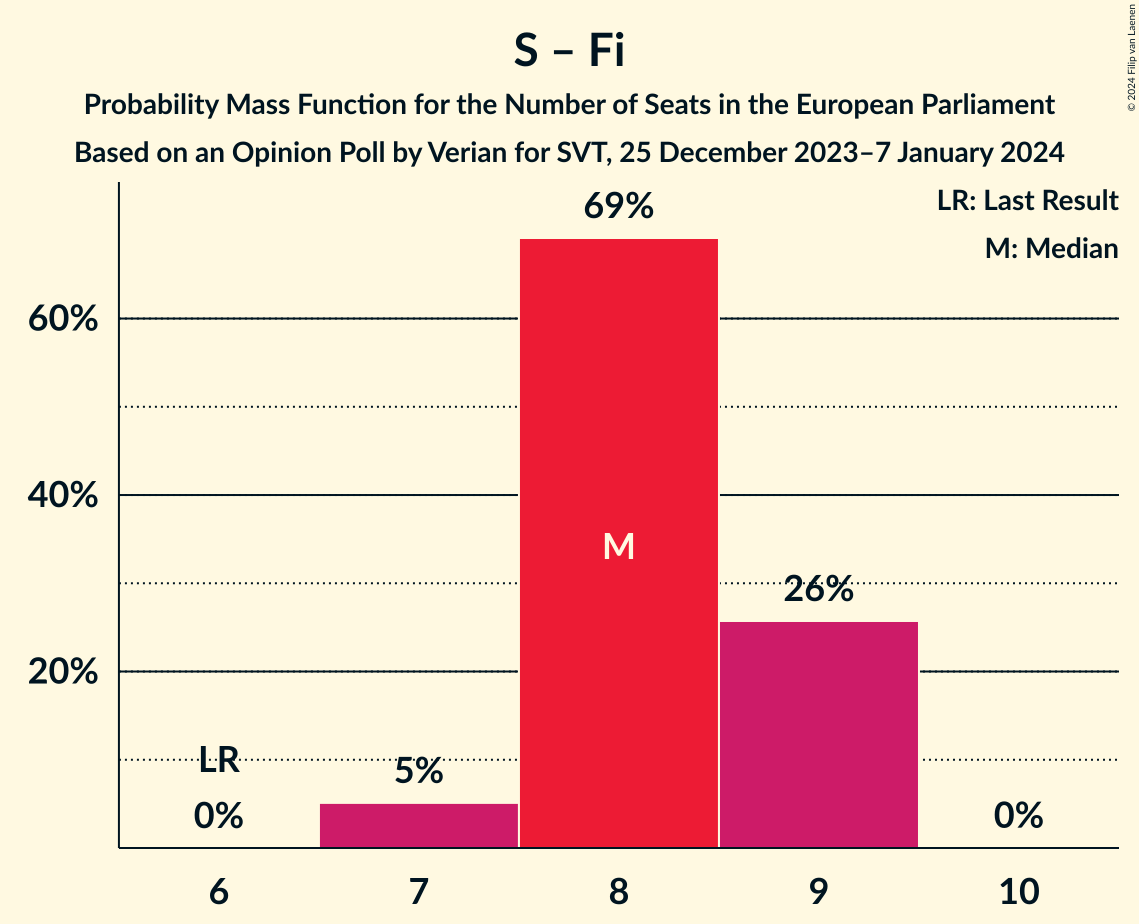 S – Fi
Probability Mass Function for the Number of Seats in the European Parliament
Based on an Opinion Poll by Verian for SVT, 25 December 2023–7 January 2024
© 2024 Filip van Laenen
LR: Last Result
M: Median
69%
60%
40%
20%
M
26%
LR
5%
0%
0%
6
7
8
9
10